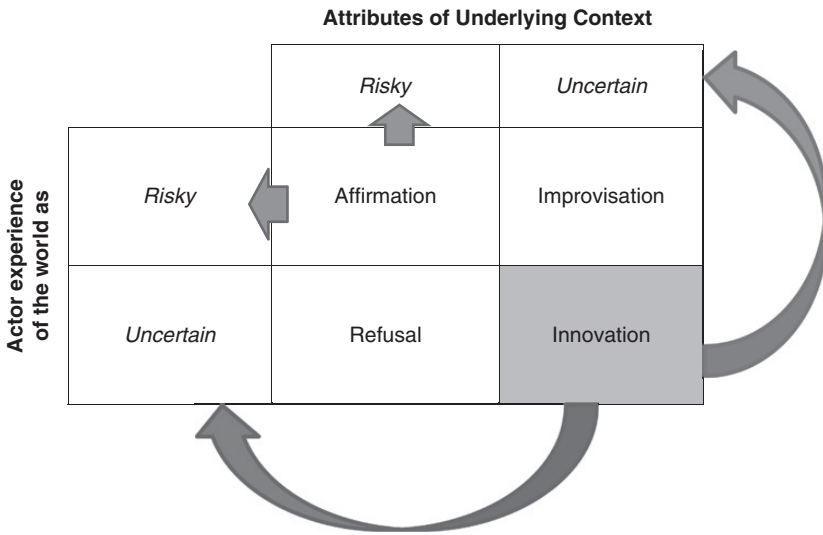 Attributes of Underlying Context
Risky
Uncertain
Actor experience
of the world as
Risky
Affirmation
Improvisation
Uncertain
Refusal
Innovation